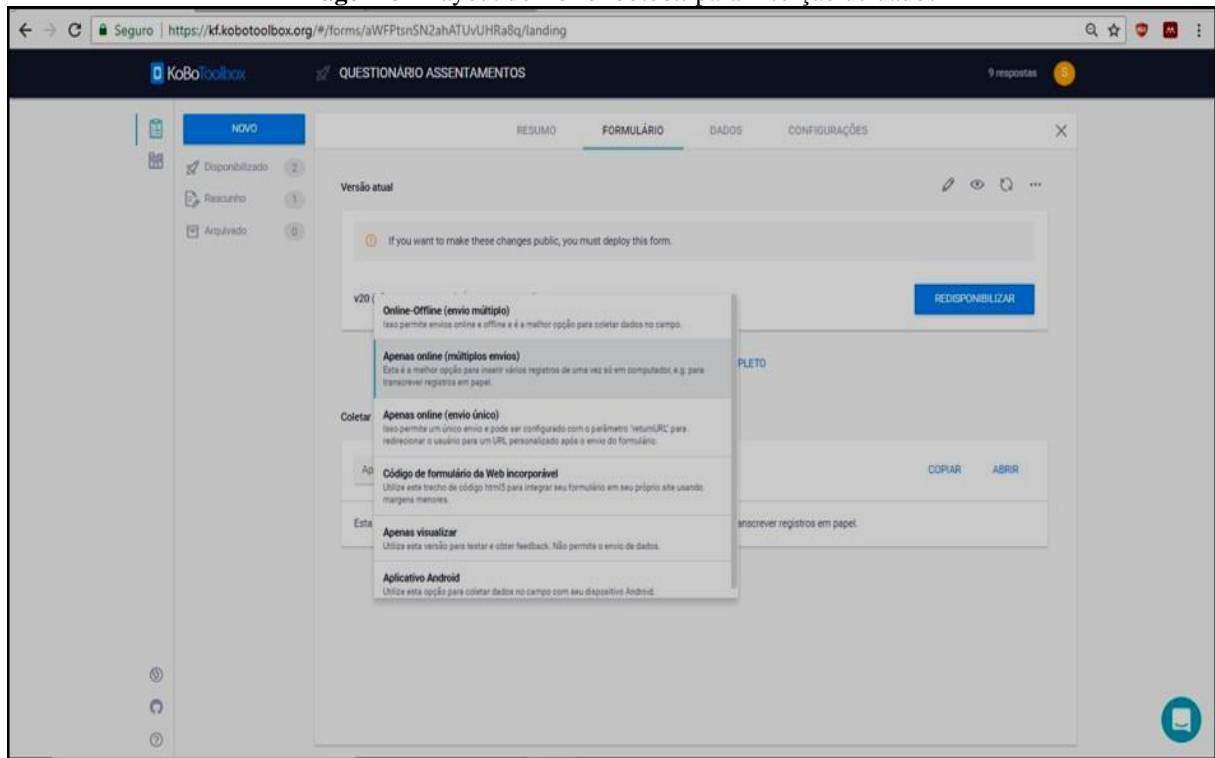 Seguro | https://kf.kobotoolbox.org/#/forms/aWFPtsnSN2ahATUvUHRa8q/landing
KoBoToolbox QUESTIONÁRIO ASSENTAMENTOS 9 respostas S
NOVO RESUMO FORMULÁRIO DADOS CONFIGURAÇÕES
Disponibilizado 2
Versão atual
Rascunho 1
Arquivado 0
If you want to make these changes public, you must deploy this form.
v20 (
REDISPONIBILIZAR
Online-Offline (envio múltiplo)
Isso permite envios online e offline e é a melhor opção para coletar dados no campo.
Apenas online (múltiplos envios)
Esta é a melhor opção para inserir vários registros de uma vez só em computador, e.g. para
transcrever registros em papel.
PLETO
Coletar
Apenas online (envio único)
Isso permite um único envio e pode ser configurado com o parâmetro 'returnURL' para
redirecionar o usuário para um URL personalizado após o envio do formulário.
Ap
Código de formulário da Web incorporável
Utilize este trecho de código html5 para integrar seu formulário em seu próprio site usando
margens menores.
COPIAR ABRIR
Esta
anscrever registros em papel.
Apenas visualizar
Utilize esta versão para testar e obter feedback. Não permite o envio de dados.
Aplicativo Android
Utilize esta opção para coletar dados no campo com seu dispositivo Android.